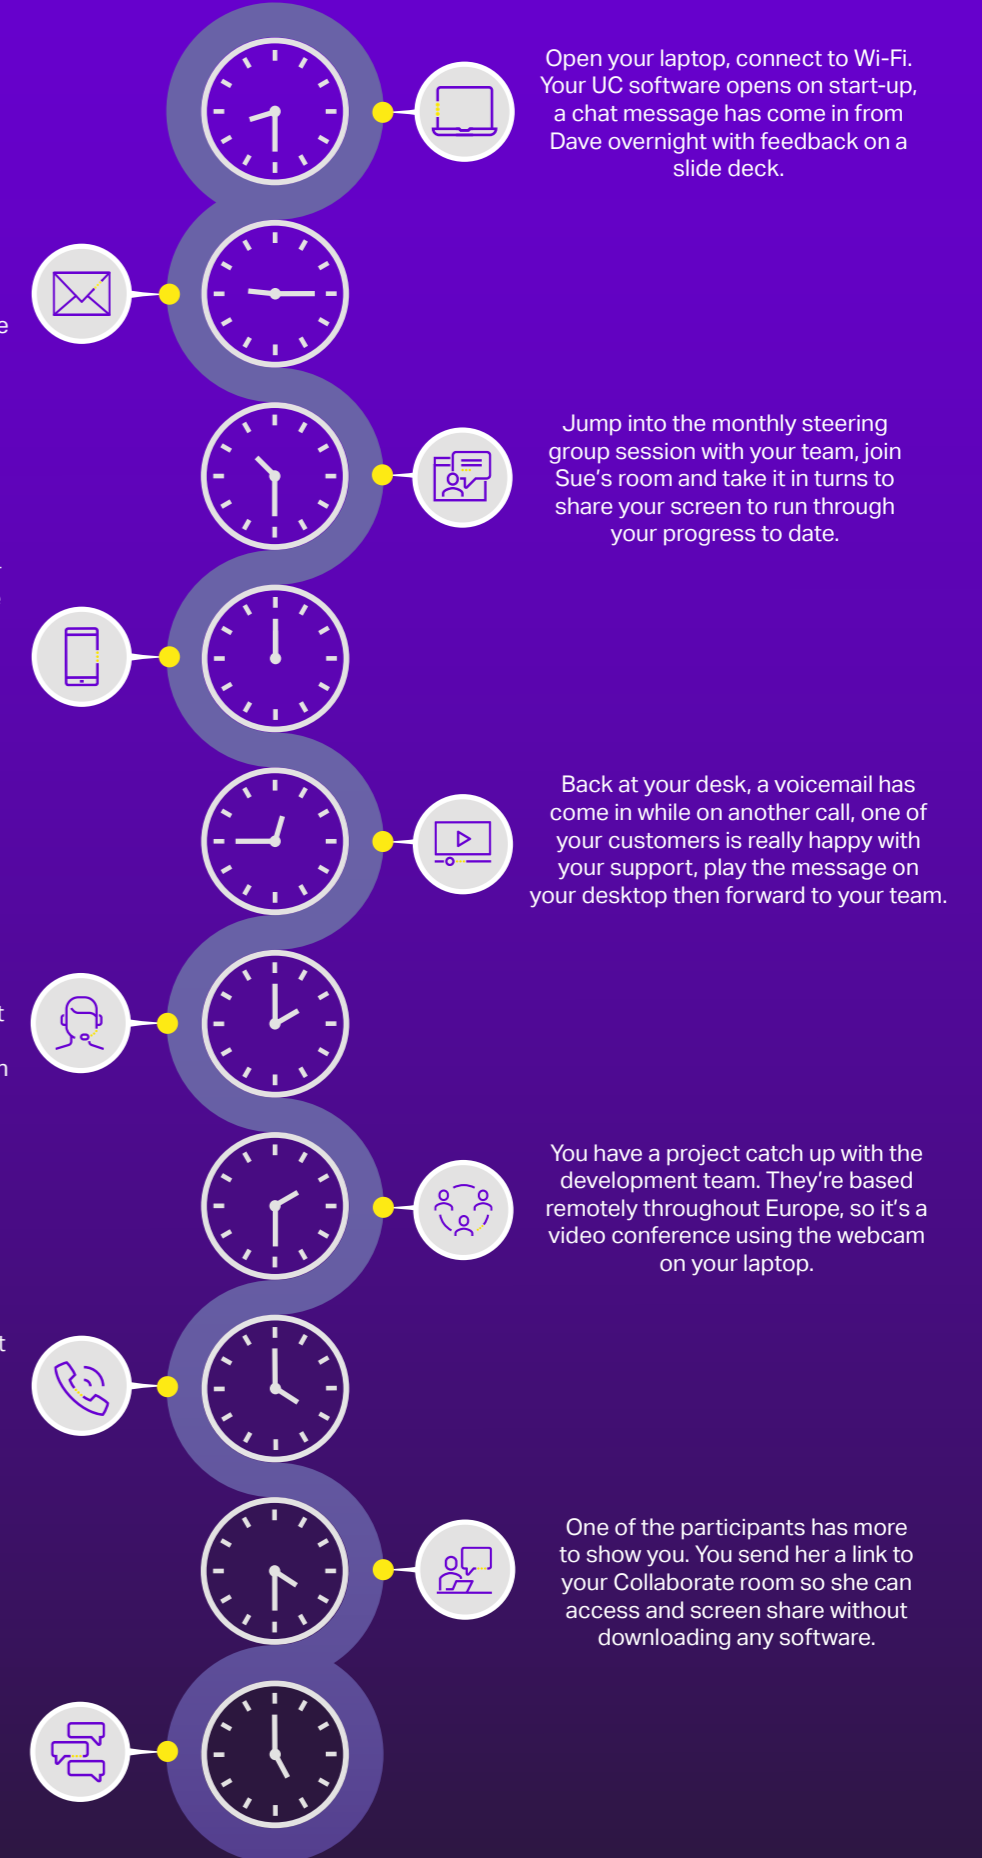 Open your laptop, connect to Wi-Fi.
Your UC software opens on start-up,
a chat message has come in from
Dave overnight with feedback on a
slide deck.
Jump into the monthly steering
group session with your team, join
Sue's room and take it in turns to
share your screen to run through
your progress to date.
Back at your desk, a voicemail has
come in while on another call, one of
your customers is really happy with
your support, play the message on
your desktop then forward to your team.
You have a project catch up with the
development team. They're based
remotely throughout Europe, so it's a
video conference using the webcam
on your laptop.
One of the participants has more
to show you. You send her a link to
your Collaborate room so she can
access and screen share without
downloading any software.